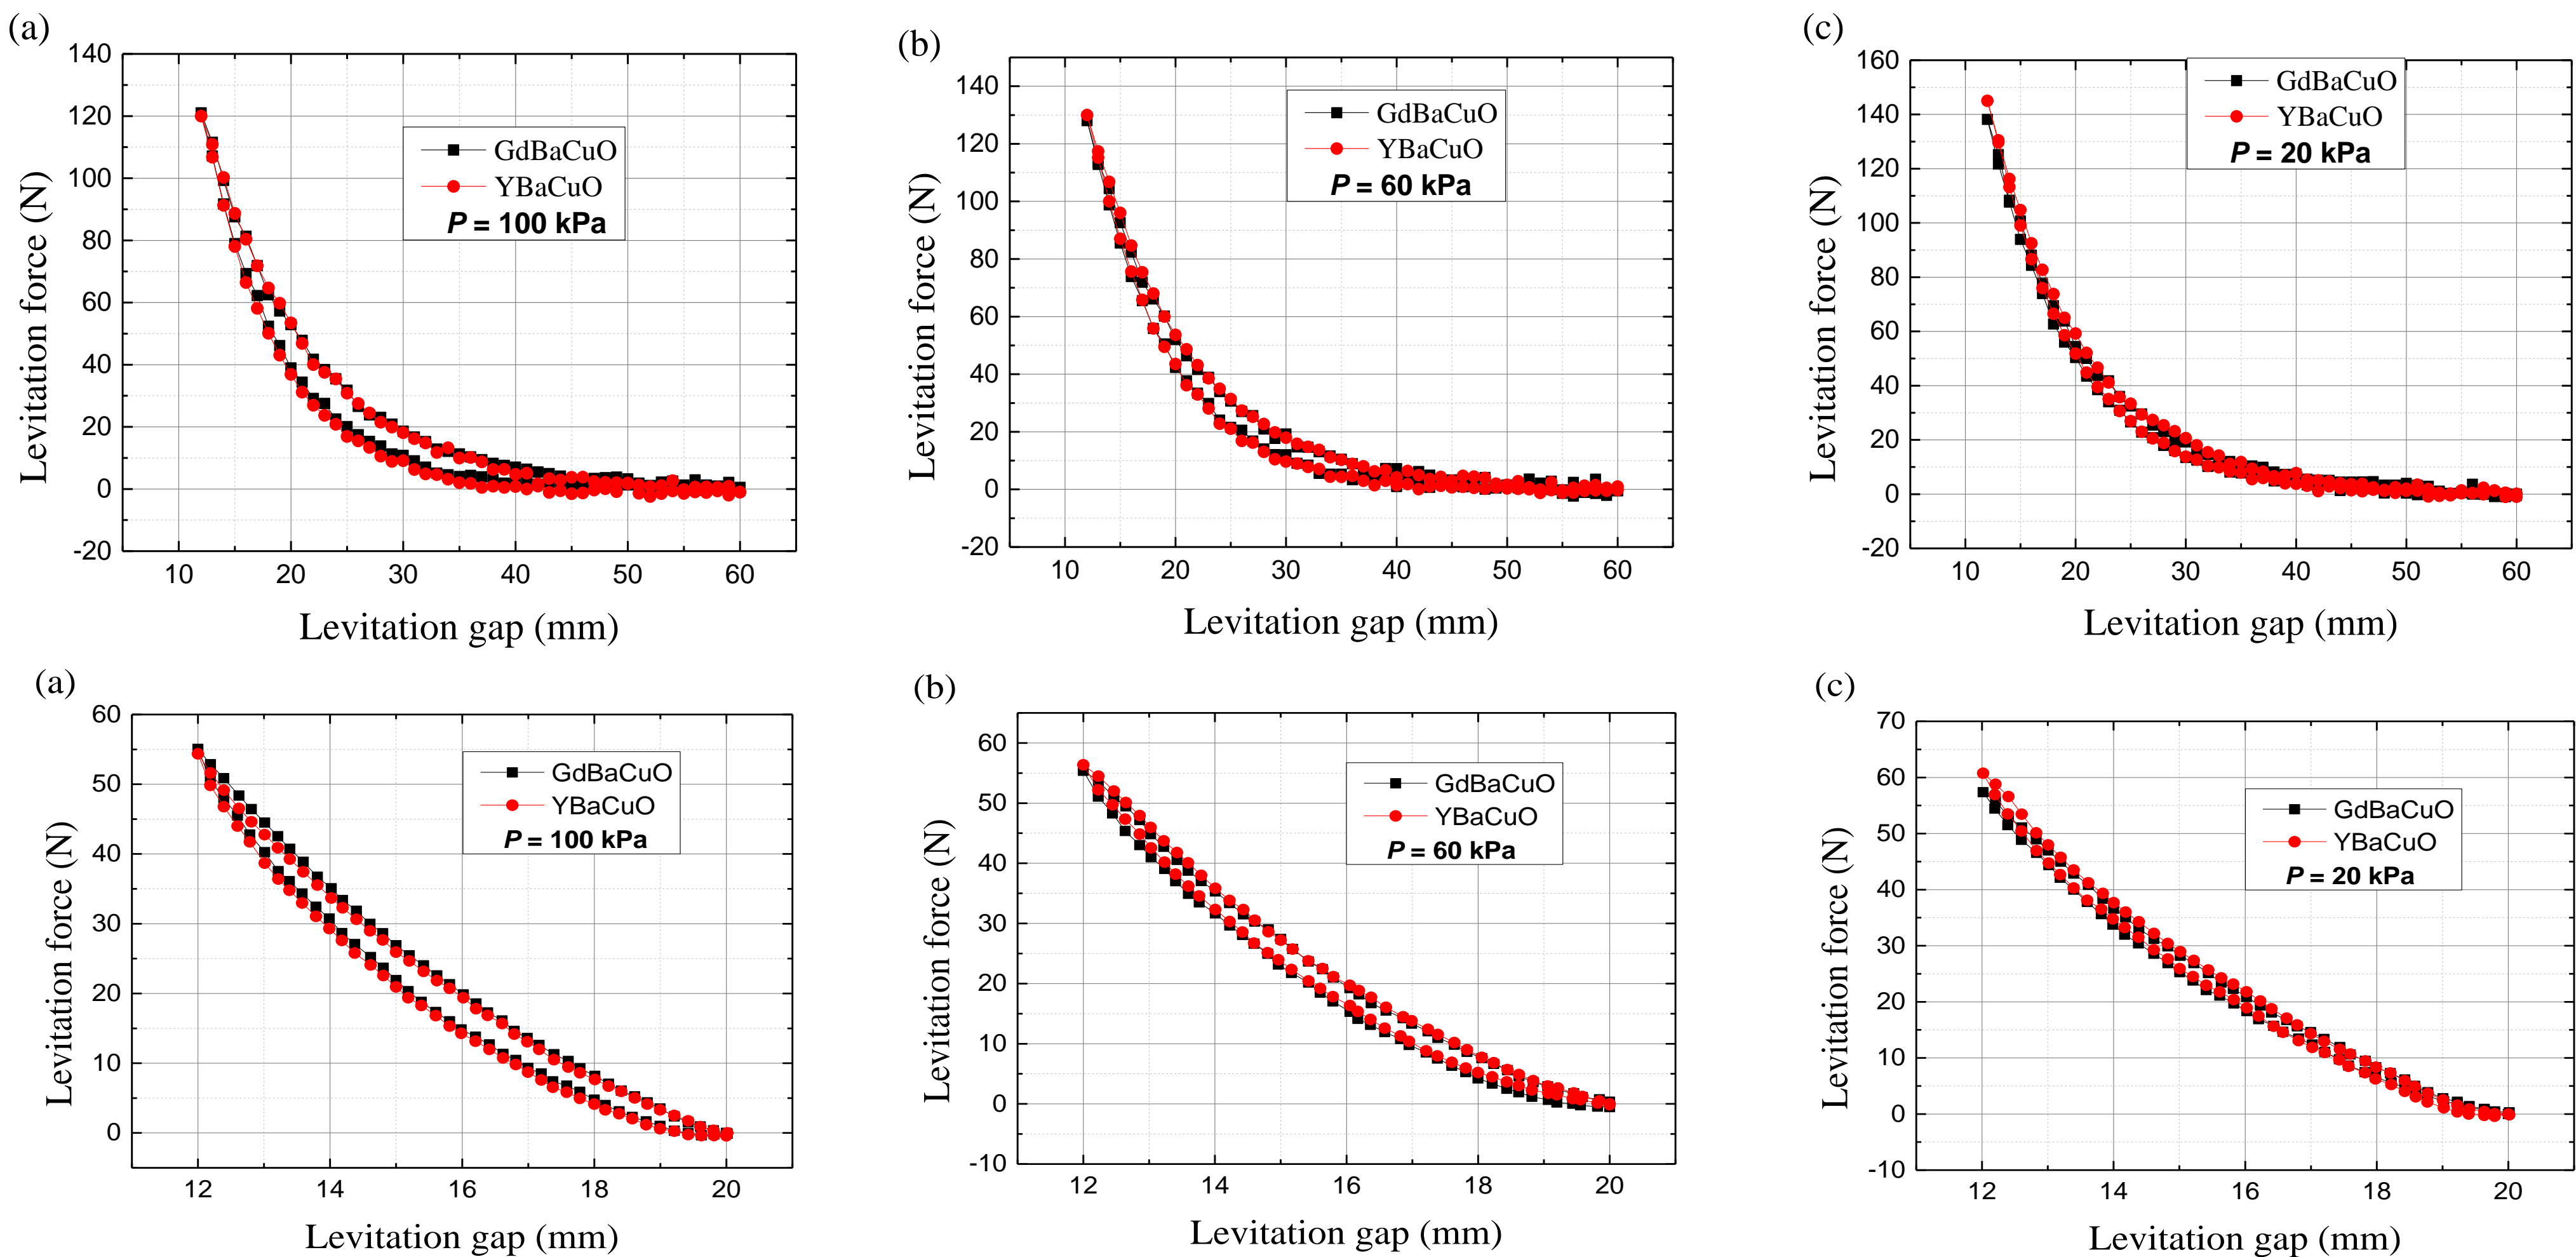 (a)
140
120
100
80
60
40
20
0
-20
Levitation force (N)
GdBaCuO
YBaCuO
P = 100 kPa
10 20 30 40 50 60
Levitation gap (mm)
(b)
140
120
100
80
60
40
20
0
-20
Levitation force (N)
GdBaCuO
YBaCuO
P = 60 kPa
10 20 30 40 50 60
Levitation gap (mm)
(c)
160
140
120
100
80
60
40
20
0
-20
Levitation force (N)
GdBaCuO
YBaCuO
P = 20 kPa
10 20 30 40 50 60
Levitation gap (mm)
(a)
60
50
40
30
20
10
0
Levitation force (N)
GdBaCuO
YBaCuO
P = 100 kPa
12 14 16 18 20
Levitation gap (mm)
(b)
60
50
40
30
20
10
0
-10
Levitation force (N)
GdBaCuO
YBaCuO
P = 60 kPa
12 14 16 18 20
Levitation gap (mm)
(c)
70
60
50
40
30
20
10
0
-10
Levitation force (N)
GdBaCuO
YBaCuO
P = 20 kPa
12 14 16 18 20
Levitation gap (mm)